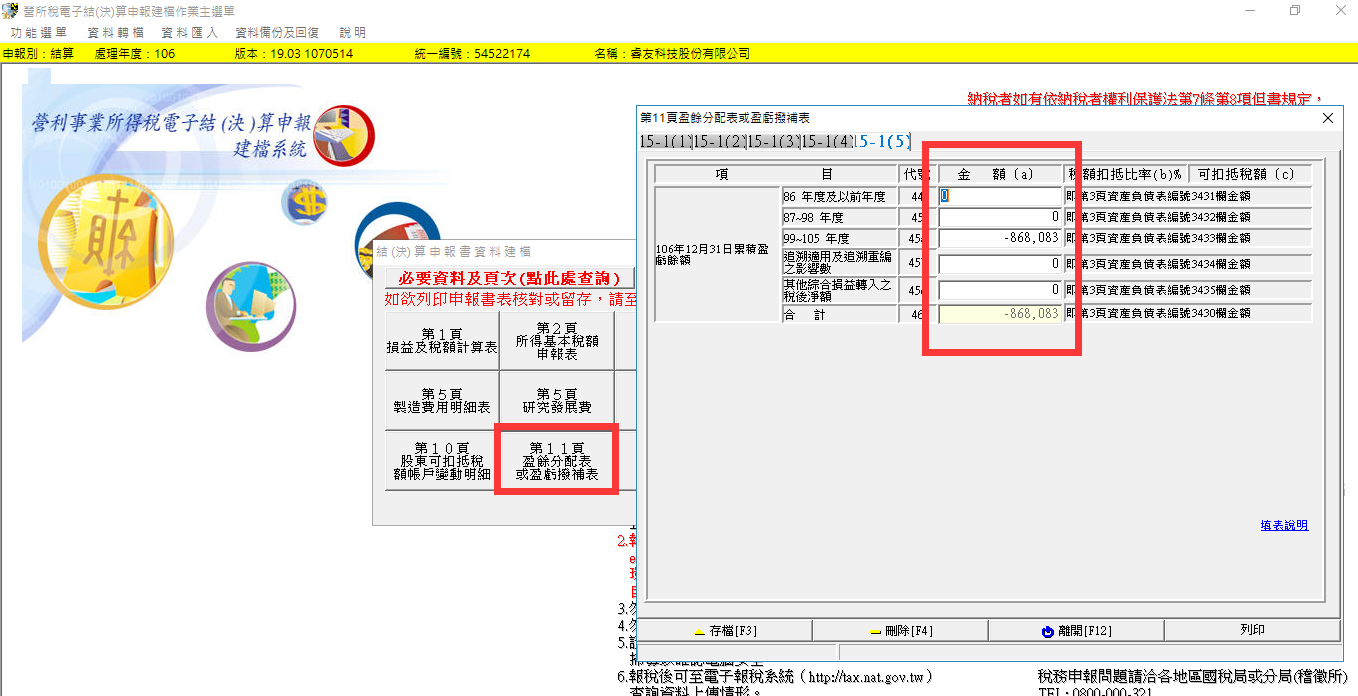 營所稅電子結(決)算申報建檔作業主選單
功能選單 資料轉檔 資料匯入 資料備份及回復 說明
申報別：結算 處理年度：106 版本：19.03 1070514 統一編號：54522174 名稱：睿友科技股份有限公司
營利事業所得稅電子結(決)算申報
建檔系統
納稅者如有依納稅者權利保護法第7條第8項但書規定，
結(決)算申報書資料建檔
必要資料及頁次(點此處查詢)
如欲列印申報書表核對或留存，請至
第1頁
損益及稅額計算表
第2頁
所得基本稅額
申報表
第5頁
製造費用明細表
第5頁
研究發展費
第10頁
股東可扣抵稅
額帳戶變動明細
第11頁
盈餘分配表
或盈虧撥補表
第11頁盈餘分配表或盈虧撥補表
15-1(1) 15-1(2) 15-1(3) 15-1(4) 15-1(5)
項 目 代號 金 額(a) 稅額扣抵比率(b)% 可扣抵稅額(c)
106年12月31日累積盈
虧餘額
86 年度及以前年度 44 0 即第3頁資產負債表編號3431欄金額
87~98 年度 45 0 即第3頁資產負債表編號3432欄金額
99~105 年度 45 -868,083 即第3頁資產負債表編號3433欄金額
追溯適用及追溯重編
之影響數 45 0 即第3頁資產負債表編號3434欄金額
其他綜合損益轉入之
稅後淨額 45 0 即第3頁資產負債表編號3435欄金額
合 計 46 -868,083 即第3頁資產負債表編號3430欄金額
填表說明
存檔[F3] 刪除[F4] 離開[F12] 列印
2.
3.
4.
5.
6.報稅後可至電子報稅系統（http://tax.nat.gov.tw）
查詢資料上傳情形。
稅務申報問題請洽各地區國稅局或分局(稽徵所)
TEL：0800-000-321